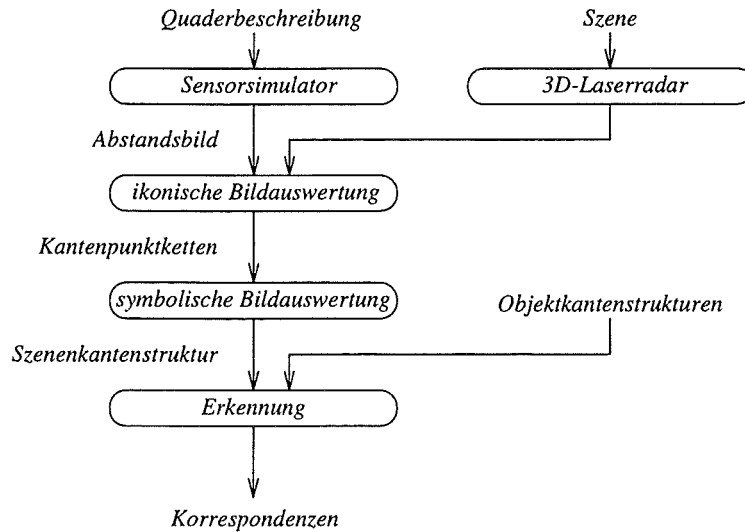 Quaderbeschreibung
Szene
Sensorsimulator
3D-Laserradar
Abstandsbild
ikonische Bildauswertung
Kantenpunktketten
symbolische Bildauswertung
Objektkantenstrukturen
Szenenkantenstruktur
Erkennung
Korrespondenzen